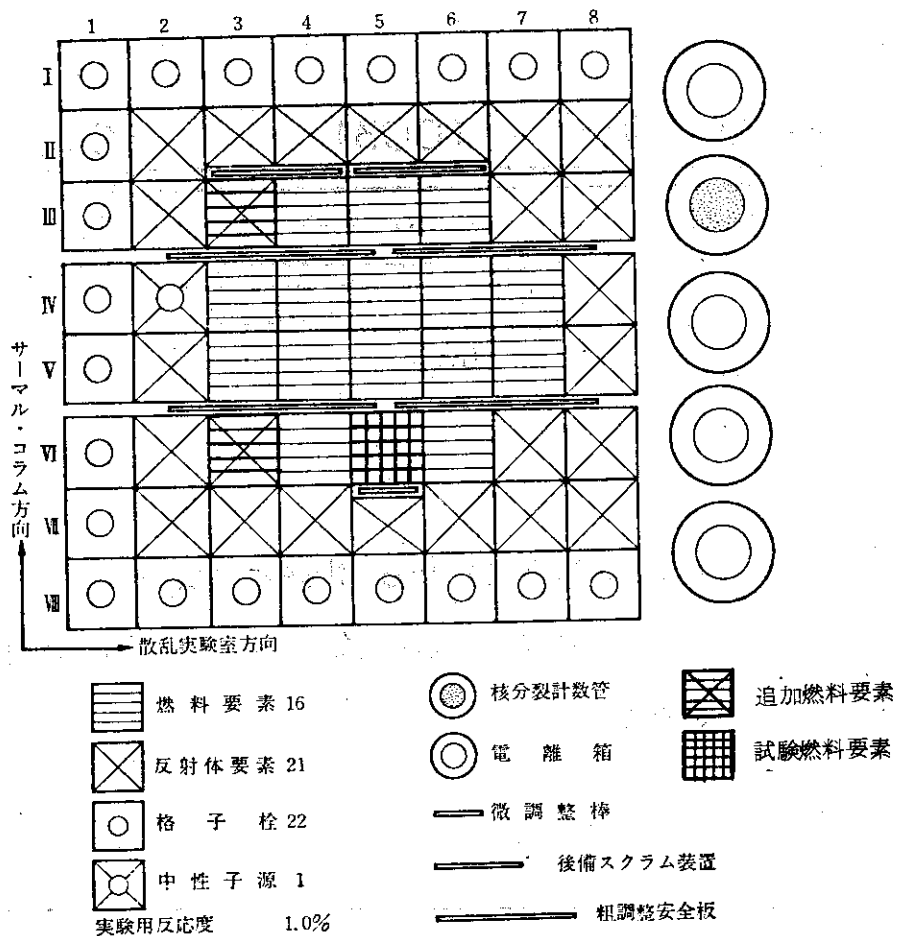 1 2 3 4 5 6 7 8
I
II
III
IV
V
VI
VII
VIII
サーマル・コラム方向
散乱実験室方向
燃料要素 16
反射体要素 21
格子栓 22
中性子源 1
実験用反応度 1.0%
核分裂計数管
電離箱
微調整棒
後備スクラム装置
粗調整安全板
追加燃料要素
試験燃料要素